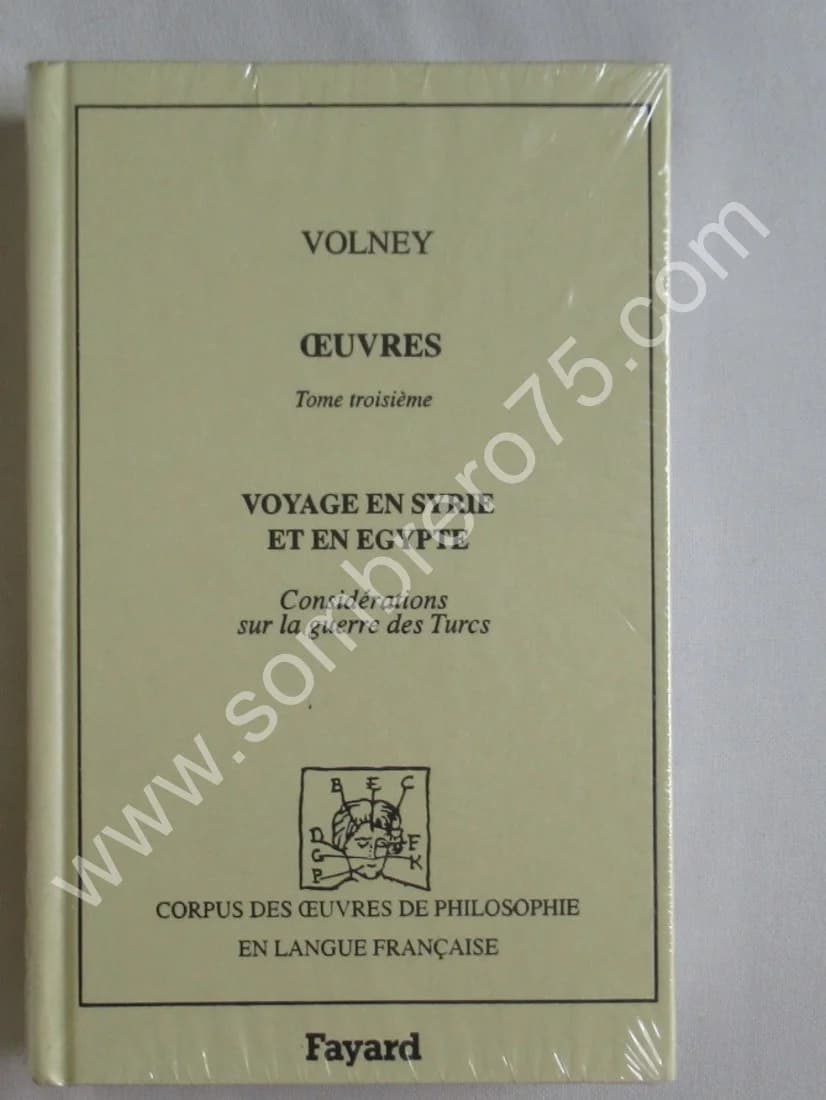 VOLNEY
ŒUVRES
Tome troisième
VOYAGE EN SYRIE
ET EN EGYPTE
Considérations
sur la guerre des Turcs
B E C
D F
G K
P
CORPUS DES ŒUVRES DE PHILOSOPHIE
EN LANGUE FRANÇAISE
Fayard
www.sombrero75.com